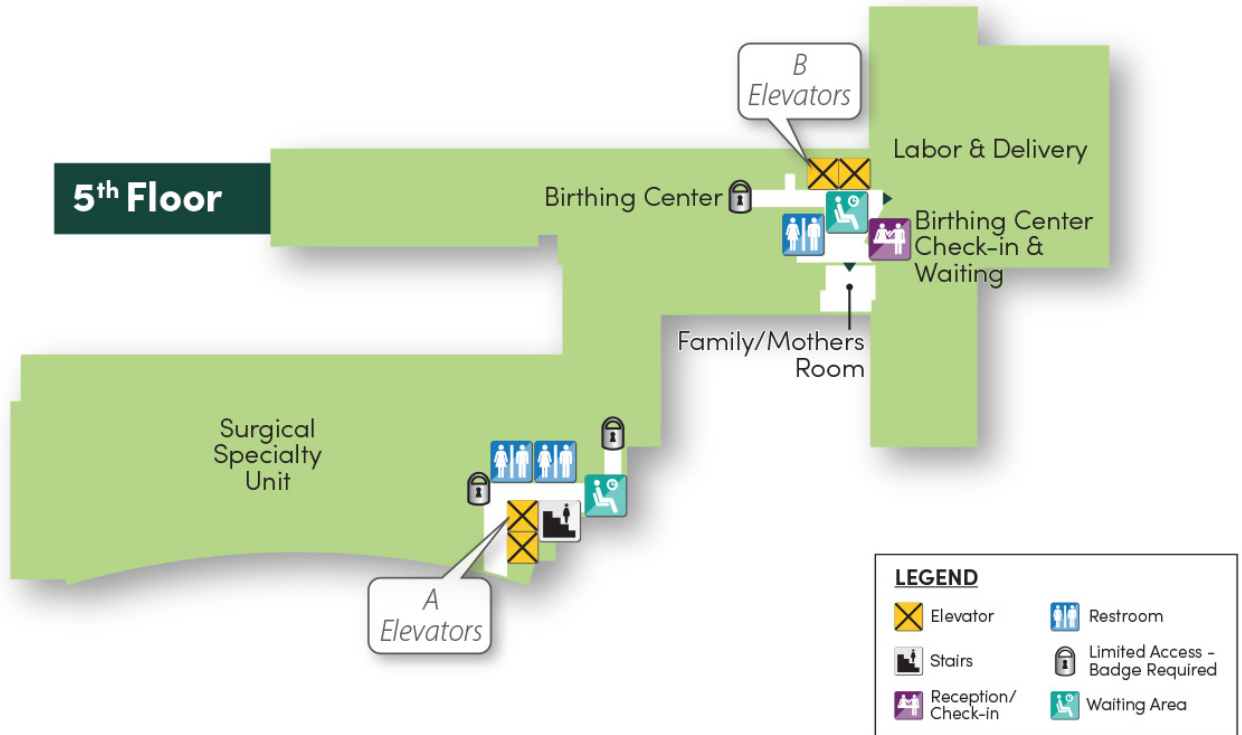 B
Elevators
Labor & Delivery
5th Floor
Birthing Center
Birthing Center
Check-in &
Waiting
Family/Mothers
Room
Surgical
Specialty
Unit
A
Elevators
LEGEND
Elevator
Restroom
Stairs
Limited Access -
Badge Required
Reception/
Check-in
Waiting Area